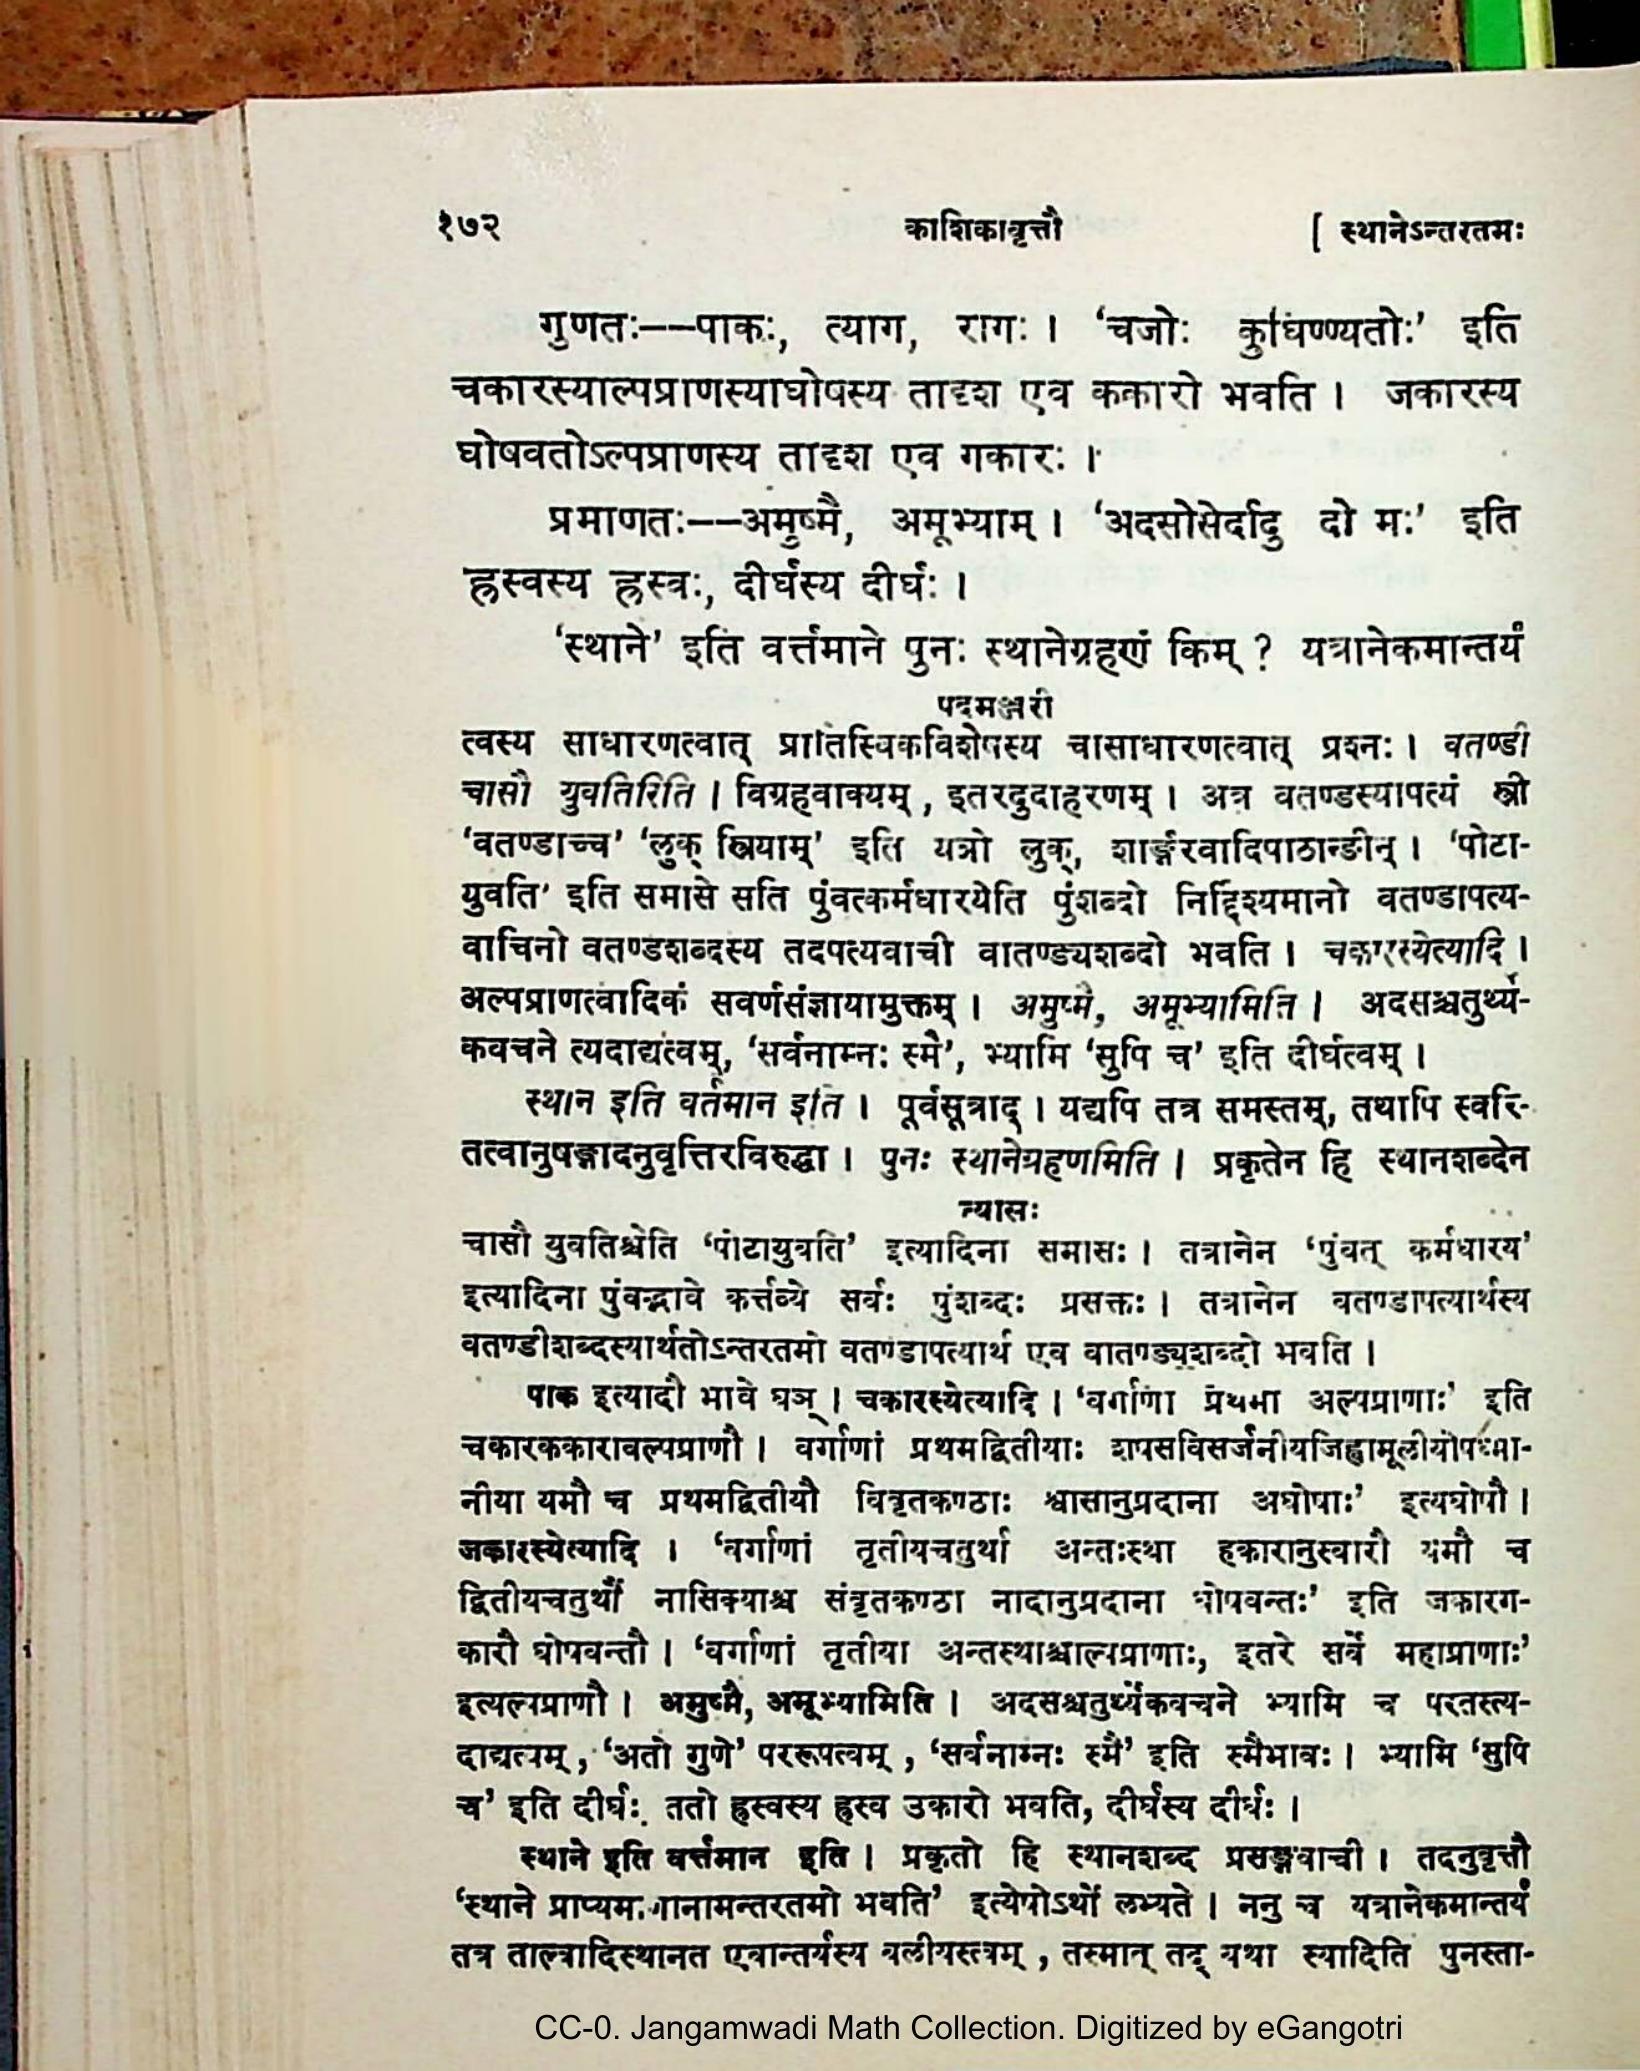 १७२ काशिकावृत्तौ [ स्थानेऽन्तरतमः
गुणतः——पाकः, त्याग, रागः । ‘चजोः कुघिण्ण्यतोः’ इति
चकारस्याल्पप्राणस्याघोषस्य तादृश एव ककारो भवति । जकारस्य
घोषवतोऽल्पप्राणस्य तादृश एव गकारः ।
प्रमाणतः——अमुष्मै, अमूभ्याम् । ‘अदसोसेर्दादु दो मः’ इति
ह्रस्वस्य ह्रस्वः, दीर्घस्य दीर्घः ।
‘स्थाने’ इति वर्त्तमाने पुनः स्थानेग्रहणं किम् ? यत्रानेकमान्तर्यं
पदमञ्जरी
त्वस्य साधारणत्वात् प्रातिस्विकविशेषस्य चासाधारणत्वात् प्रश्नः । वतण्डी
चासौ युवतिरिति । विग्रहवाक्यम् , इतरदुदाहरणम् । अत्र वतण्डस्यापत्यं स्त्री
‘वतण्डाच्च’ ‘लुक् स्त्रियाम्’ इति यञो लुक्, शार्ङ्गरवादिपाठान्ङीन् । ‘पोटा-
युवति’ इति समासे सति पुंवत्कर्मधारयेति पुंशब्दो निर्द्दिश्यमानो वतण्डापत्य-
वाचिनो वतण्डशब्दस्य तदपत्यवाची वातण्ड्यशब्दो भवति । चकारस्येत्यादि ।
अल्पप्राणत्वादिकं सवर्णसंज्ञायामुक्तम् । अमुष्मै, अमूभ्यामिति । अदसश्चतुर्थ्ये-
कवचने त्यदाद्यत्वम्, ‘सर्वनाम्नः स्मै’, भ्यामि ‘सुपि च’ इति दीर्घत्वम् ।
स्थान इति वर्तमान इति । पूर्वसूत्राद् । यद्यपि तत्र समस्तम्, तथापि स्वरि-
तत्वानुषङ्गादनुवृत्तिरविरुद्धा । पुनः स्थानेग्रहणमिति । प्रकृतेन हि स्थानशब्देन
न्यासः
चासौ युवतिश्चेति ‘पोटायुवति’ इत्यादिना समासः । तत्रानेन ‘पुंवत् कर्मधारय’
इत्यादिना पुंवद्भावे कर्त्तव्ये सर्वः पुंशब्दः प्रसक्तः । तत्रानेन वतण्डापत्यार्थस्य
वतण्डीशब्दस्यार्थतोऽन्तरतमो वतण्डापत्यार्थ एव वातण्ड्यशब्दो भवति ।
पाक इत्यादौ भावे घञ् । चकारस्येत्यादि । ‘वर्गाणां प्रथमा अल्पप्राणाः’ इति
चकारककारावल्पप्राणौ । वर्गाणां प्रथमद्वितीयाः शषसविसर्जनीयजिह्वामूलीयोपध्मा-
नीया यमौ च प्रथमद्वितीयौ विवृतकण्ठाः श्वासानुप्रदाना अघोषाः’ इत्यघोषौ ।
जकारस्येत्यादि । ‘वर्गाणां तृतीयचतुर्था अन्तःस्था हकारानुस्वारौ यमौ च
द्वितीयचतुर्थौ नासिक्याश्च संवृतकण्ठा नादानुप्रदाना घोषवन्तः’ इति जकारग-
कारौ घोषवन्तौ । ‘वर्गाणां तृतीया अन्तस्थाश्चाल्पप्राणाः, इतरे सर्वे महाप्राणाः’
इत्यल्पप्राणौ । अमुष्मै, अमूभ्यामिति । अदसश्चतुर्थ्येकवचने भ्यामि च परतस्त्य-
दाद्यत्वम् , ‘अतो गुणे’ पररूपत्वम् , ‘सर्वनाम्नः स्मै’ इति स्मैभावः । भ्यामि ‘सुपि
च’ इति दीर्घः. ततो ह्रस्वस्य ह्रस्व उकारो भवति, दीर्घस्य दीर्घः ।
स्थाने इति वर्त्तमान इति । प्रकृतो हि स्थानशब्द प्रसङ्गवाची । तदनुवृत्तौ
‘स्थाने प्राप्यमाणानामन्तरतमो भवति’ इत्येषोऽर्थो लभ्यते । ननु च यत्रानेकमान्तर्यं
तत्र ताल्वादिस्थानत एवान्तर्यस्य बलीयस्त्वम् , तस्मात् तद् यथा स्यादिति पुनस्ता-
CC-0. Jangamwadi Math Collection. Digitized by eGangotri